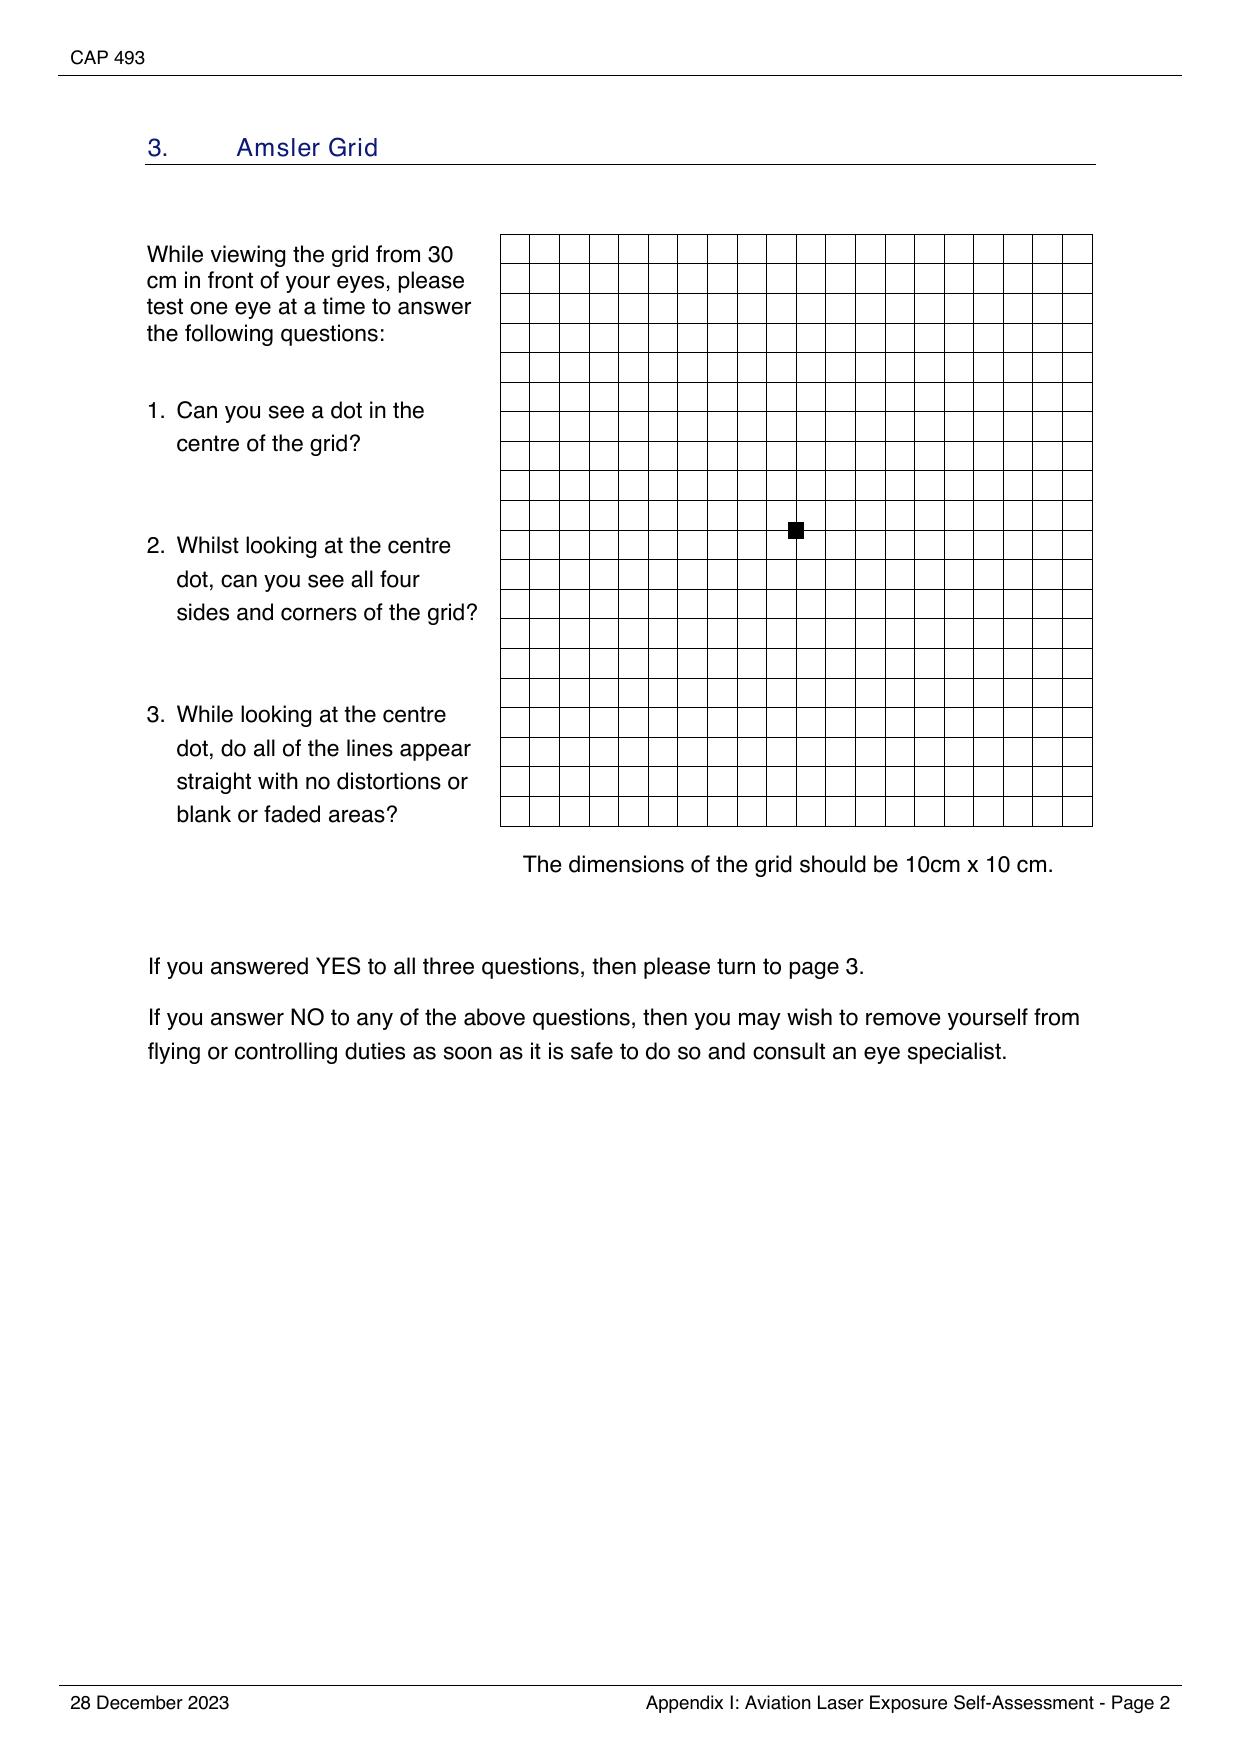 CAP 493
3. Amsler Grid
While viewing the grid from 30
cm in front of your eyes, please
test one eye at a time to answer
the following questions:
1. Can you see a dot in the
centre of the grid?
2. Whilst looking at the centre
dot, can you see all four
sides and corners of the grid?
3. While looking at the centre
dot, do all of the lines appear
straight with no distortions or
blank or faded areas?
The dimensions of the grid should be 10cm x 10 cm.
If you answered YES to all three questions, then please turn to page 3.
If you answer NO to any of the above questions, then you may wish to remove yourself from
flying or controlling duties as soon as it is safe to do so and consult an eye specialist.
28 December 2023
Appendix I: Aviation Laser Exposure Self-Assessment - Page 2